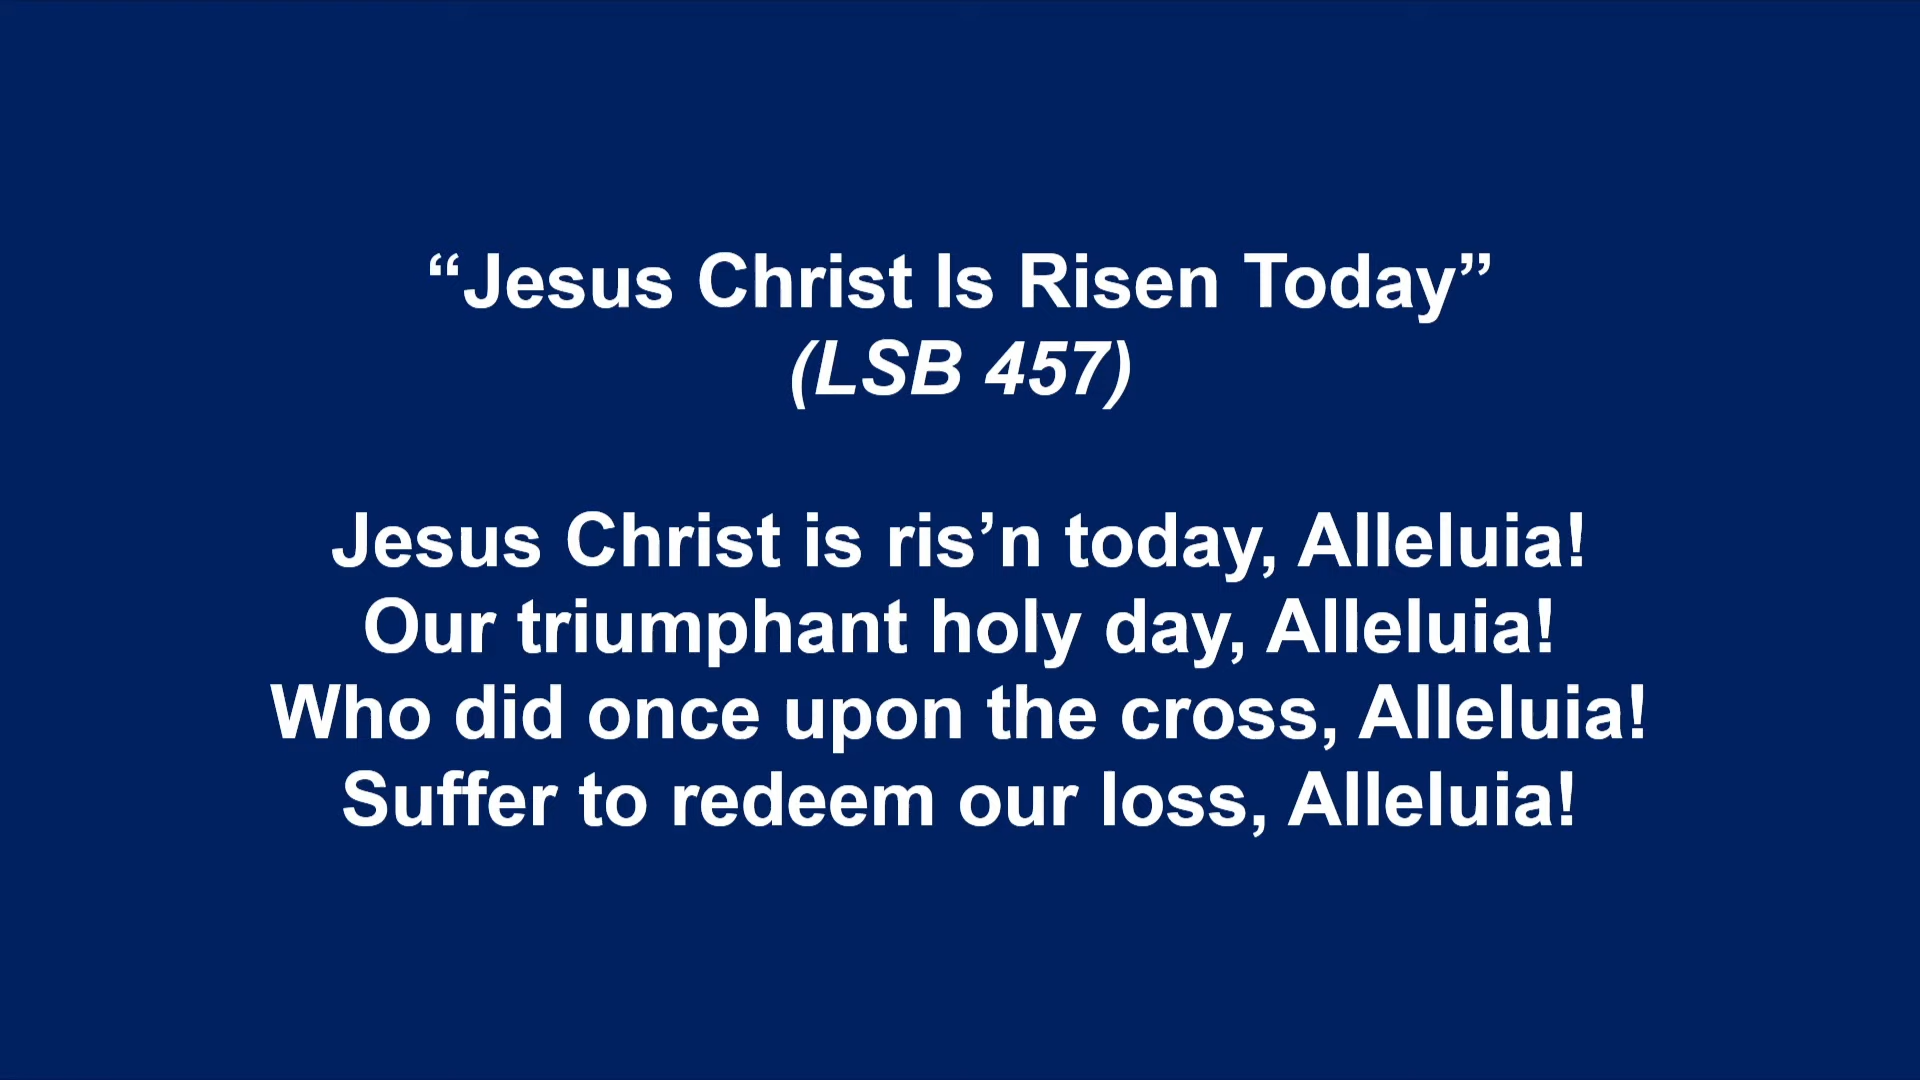 “Jesus Christ Is Risen Today”
(LSB 457)
Jesus Christ is ris’n today, Alleluia!
Our triumphant holy day, Alleluia!
Who did once upon the cross, Alleluia!
Suffer to redeem our loss, Alleluia!